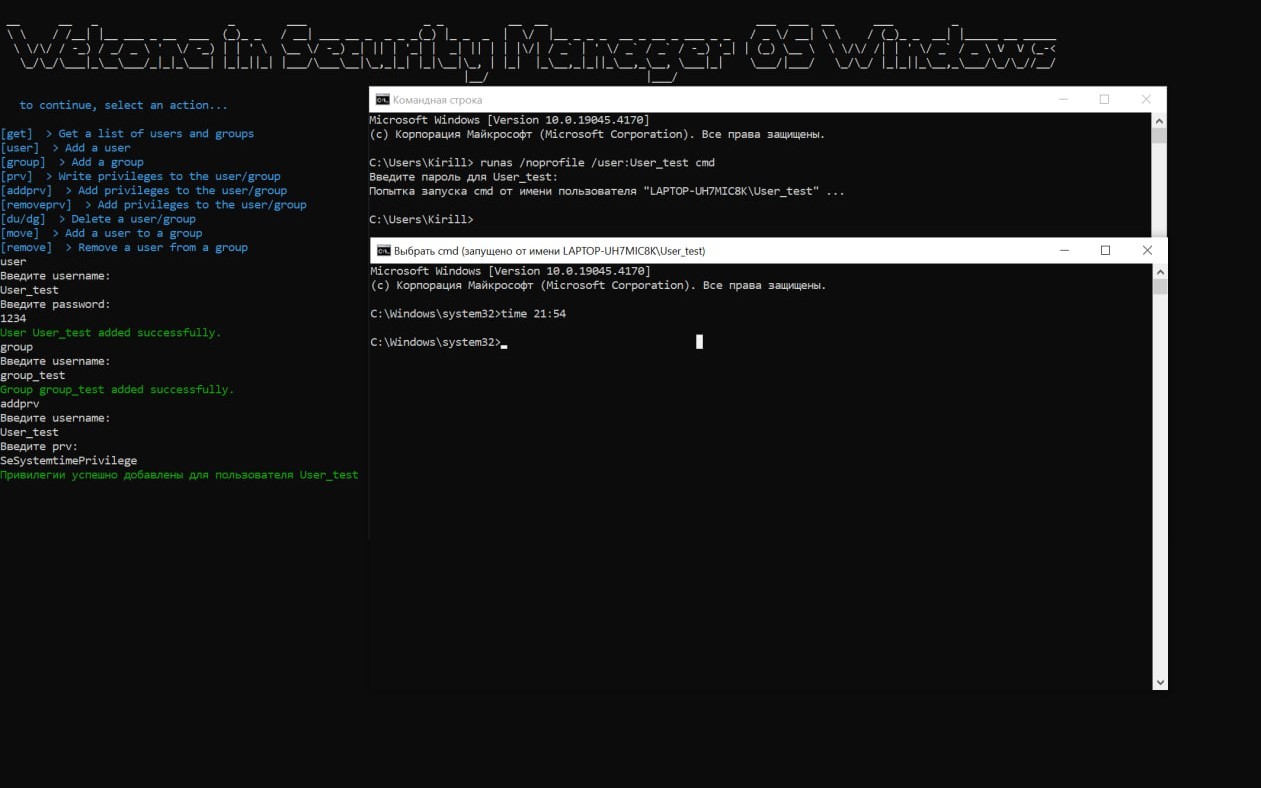 Welcome in Security Manager OS Windows
to continue, select an action...
[get] > Get a list of users and groups
[user] > Add a user
[group] > Add a group
[prv] > Write privileges to the user/group
[addprv] > Add privileges to the user/group
[removeprv] > Add privileges to the user/group
[du/dg] > Delete a user/group
[move] > Add a user to a group
[remove] > Remove a user from a group
user
Введите username:
User_test
Введите password:
1234
User User_test added successfully.
group
Введите username:
group_test
Group group_test added successfully.
addprv
Введите username:
User_test
Введите prv:
SeSystemtimePrivilege
Привилегии успешно добавлены для пользователя User_test
Командная строка
Microsoft Windows [Version 10.0.19045.4170]
(c) Корпорация Майкрософт (Microsoft Corporation). Все права защищены.
C:\Users\Kirill> runas /noprofile /user:User_test cmd
Введите пароль для User_test:
Попытка запуска cmd от имени пользователя "LAPTOP-UH7MIC8K\User_test" ...
C:\Users\Kirill>
Выбрать cmd (запущено от имени LAPTOP-UH7MIC8K\User_test)
Microsoft Windows [Version 10.0.19045.4170]
(c) Корпорация Майкрософт (Microsoft Corporation). Все права защищены.
C:\Windows\system32>time 21:54
C:\Windows\system32>